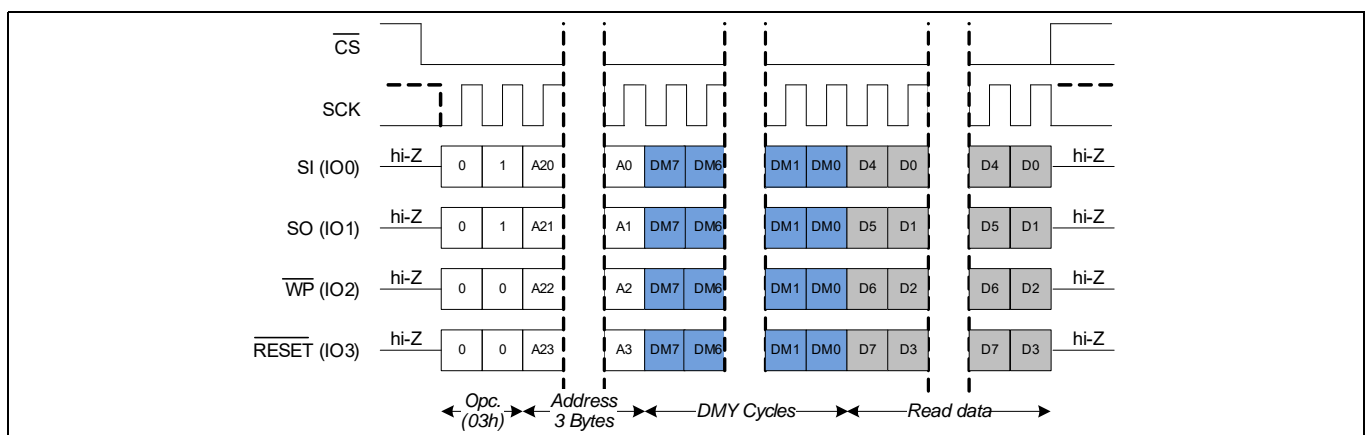 CS
SCK
hi-Z hi-Z
SI (IO0) 0 1 A20 A0 DM7 DM6 DM1 DM0 D4 D0 D4 D0
hi-Z hi-Z
SO (IO1) 0 1 A21 A1 DM7 DM6 DM1 DM0 D5 D1 D5 D1
hi-Z hi-Z
WP (IO2) 0 0 A22 A2 DM7 DM6 DM1 DM0 D6 D2 D6 D2
hi-Z hi-Z
RESET (IO3) 0 0 A23 A3 DM7 DM6 DM1 DM0 D7 D3 D7 D3
Opc. Address DMY Cycles Read data
(03h) 3 Bytes